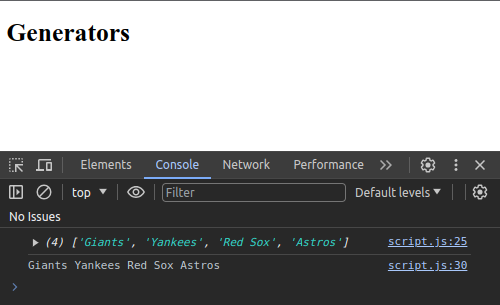 Generators
Elements Console Network Performance
top Filter Default levels
No Issues
(4) ['Giants', 'Yankees', 'Red Sox', 'Astros'] script.js:25
Giants Yankees Red Sox Astros script.js:30